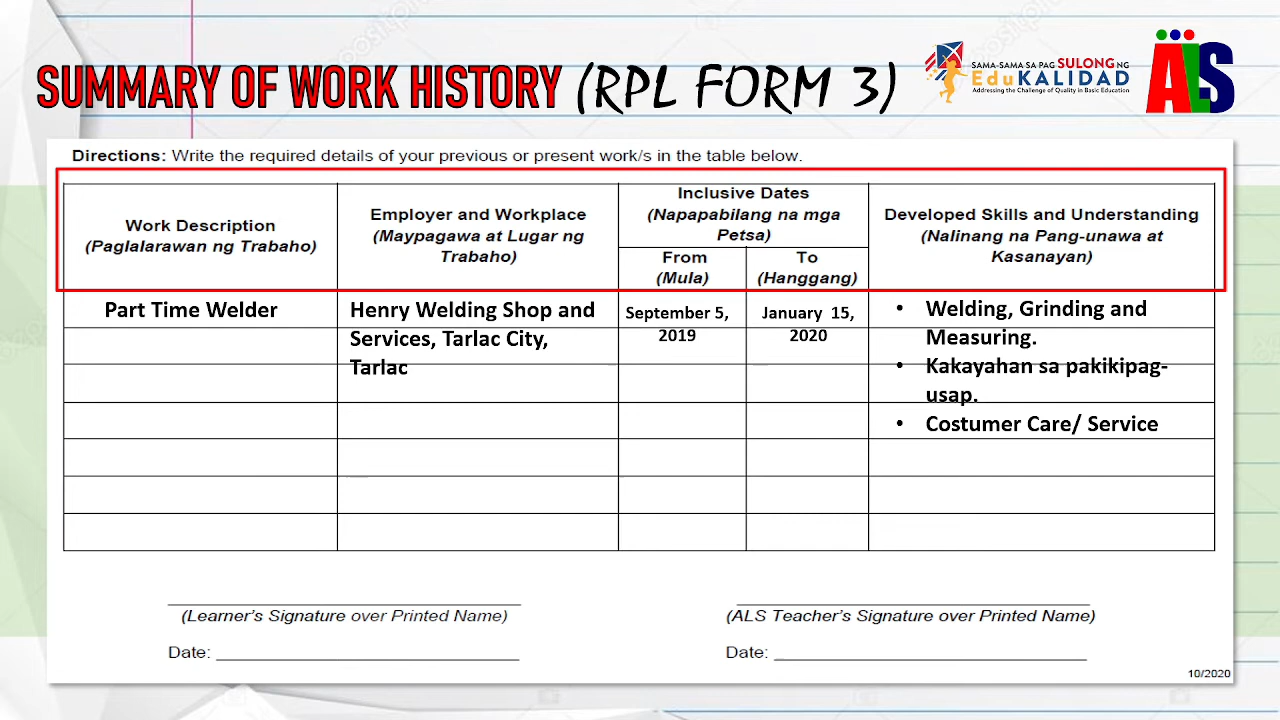 SUMMARY OF WORK HISTORY (RPL FORM 3)
SAMA-SAMA SA PAG SULONG NG
EduKALIDAD
Addressing the Challenge of Quality in Basic Education
ALS
Directions: Write the required details of your previous or present work/s in the table below.
Work Description
(Paglalarawan ng Trabaho)
Employer and Workplace
(Maypagawa at Lugar ng
Trabaho)
Inclusive Dates
(Napapabilang na mga
Petsa)
From
(Mula)
To
(Hanggang)
Developed Skills and Understanding
(Nalinang na Pang-unawa at
Kasanayan)
Part Time Welder
Henry Welding Shop and
Services, Tarlac City,
Tarlac
September 5,
2019
January 15,
2020
• Welding, Grinding and
Measuring.
• Kakayahan sa pakikipag-
usap.
• Costumer Care/ Service
(Learner's Signature over Printed Name)
(ALS Teacher's Signature over Printed Name)
Date:
Date:
10/2020